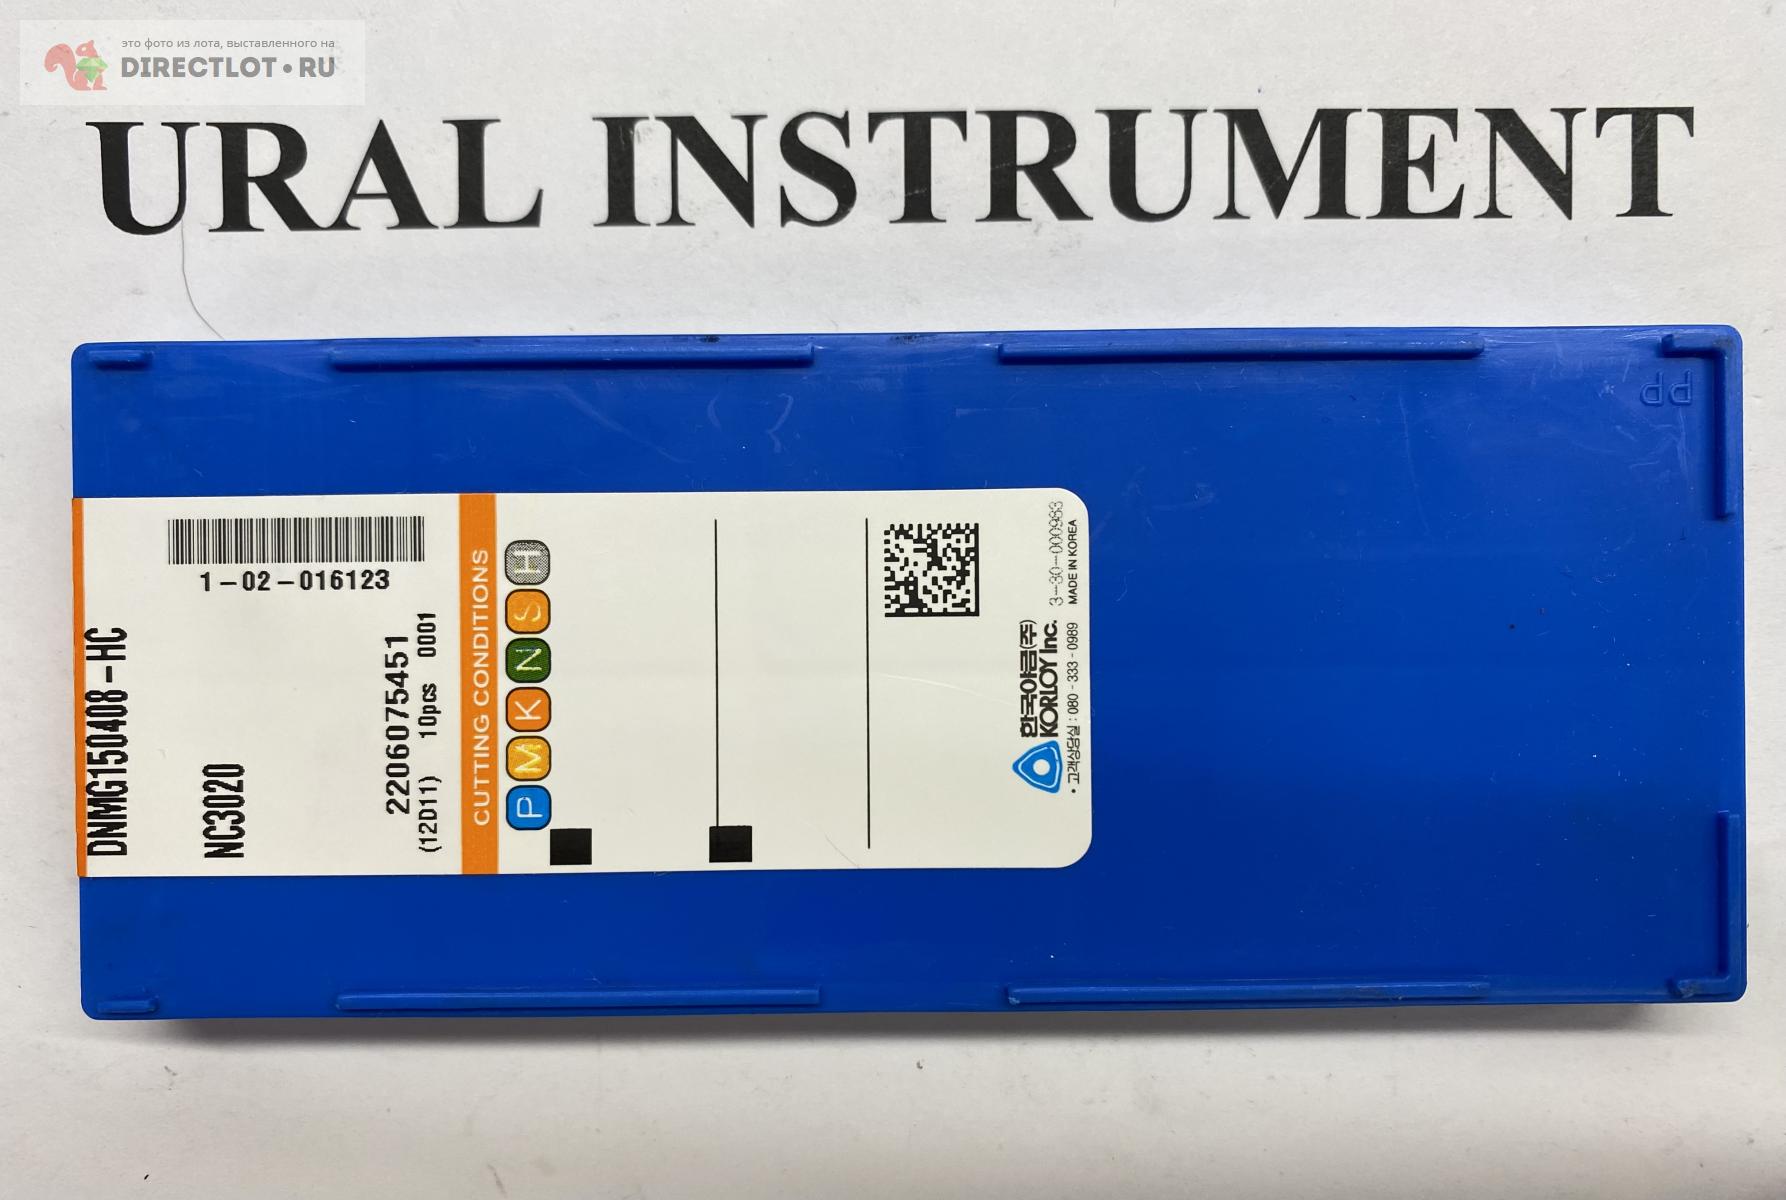 это фото из лота, выставленного на
DIRECTLOT•RU
URAL INSTRUMENT
PP
1-02-016123
DNMG150408-HC
NC3020
2206075451
(12D11) 10pcs 0001
CUTTING CONDITIONS
P M K N S H
3-30-000983
MADE IN KOREA
한국야금(주)
KORLOY Inc.
• 고객상담실 : 080 - 333 - 0989